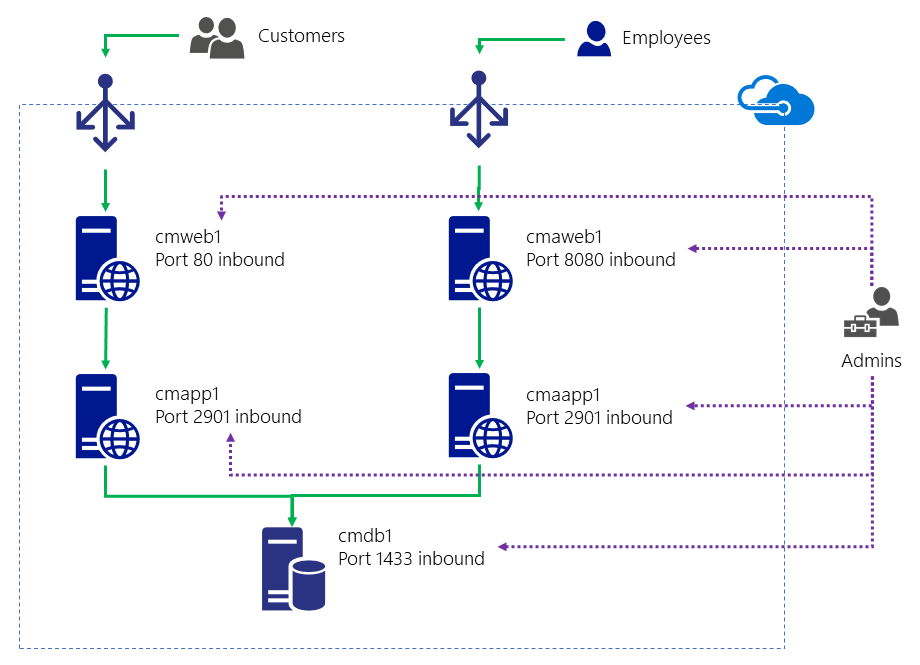 Customers
Employees
cmweb1
Port 80 inbound
cmaweb1
Port 8080 inbound
Admins
cmapp1
Port 2901 inbound
cmaapp1
Port 2901 inbound
cmdb1
Port 1433 inbound